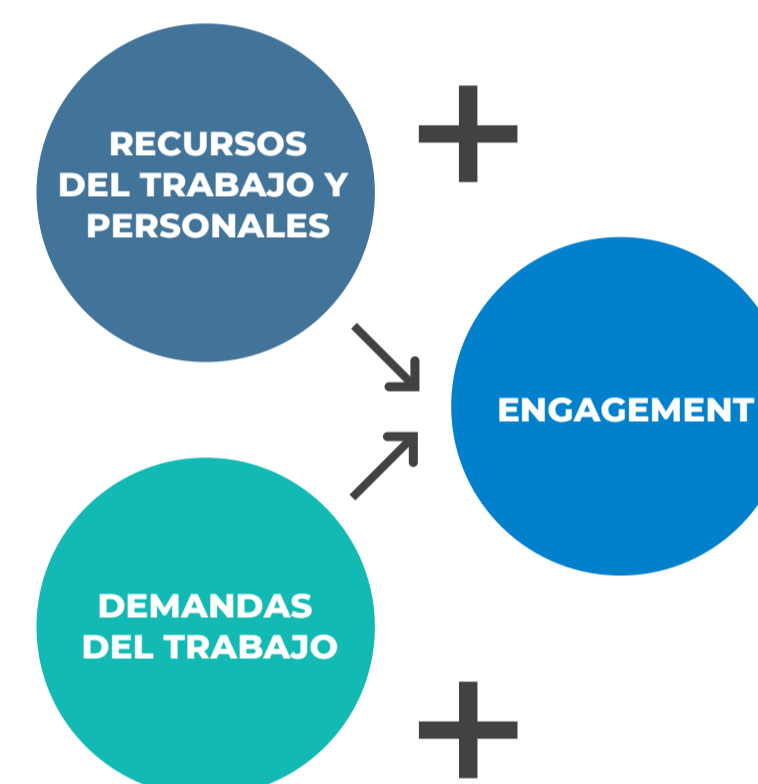 RECURSOS
DEL TRABAJO Y
PERSONALES
+
ENGAGEMENT
DEMANDAS
DEL TRABAJO
+